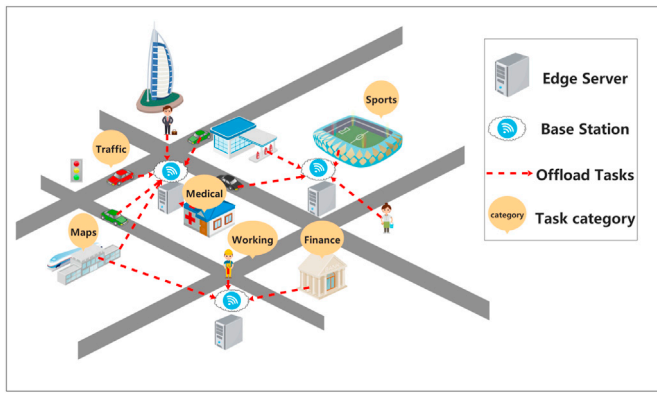 Sports
Traffic
Medical
Maps
Working
Finance
Edge Server
Base Station
Offload Tasks
category
Task category